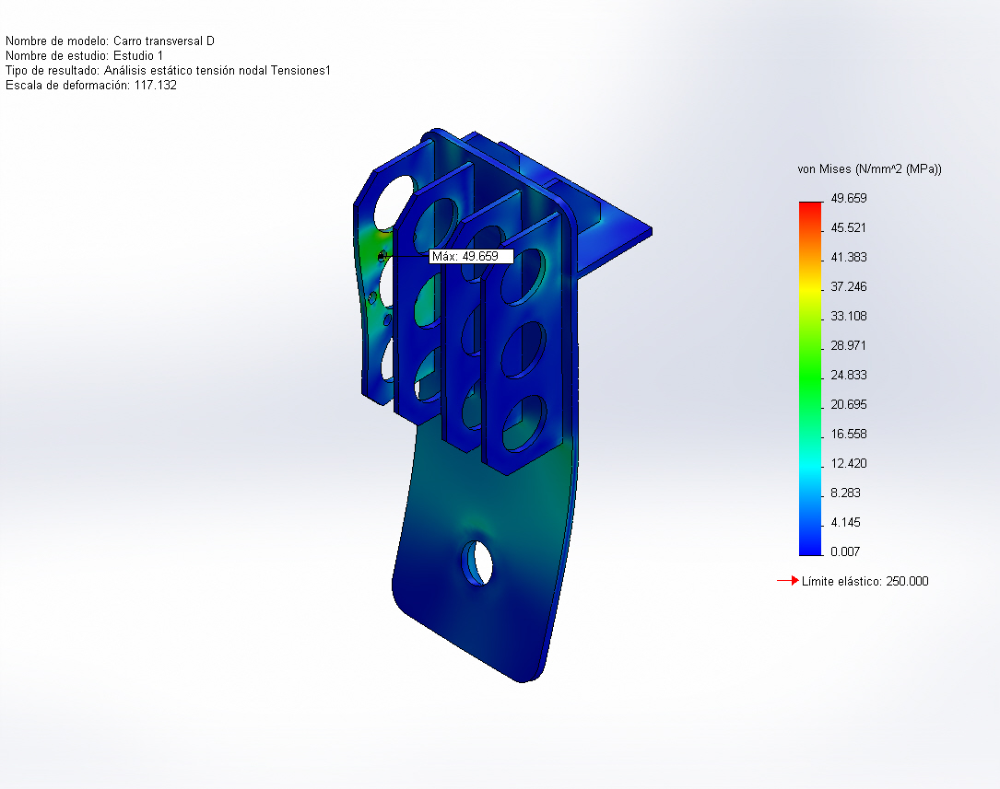 Nombre de modelo: Carro transversal D
Nombre de estudio: Estudio 1
Tipo de resultado: Análisis estático tensión nodal Tensiones1
Escala de deformación: 117.132
von Mises (N/mm^2 (MPa))
49.659
45.521
41.383
37.246
33.108
28.971
24.833
20.695
16.558
12.420
8.283
4.145
0.007
Límite elástico: 250.000
Máx: 49.659